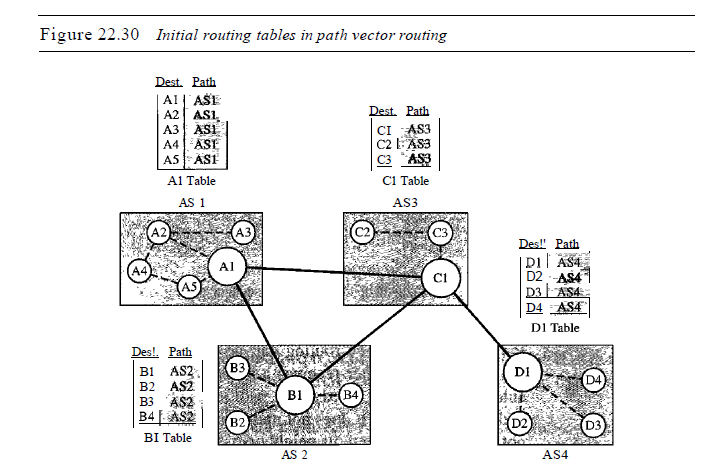 Figure 22.30 Initial routing tables in path vector routing
Dest. Path
A1 AS1
A2 AS1
A3 AS1
A4 AS1
A5 AS1
A1 Table
Dest. Path
CI AS3
C2 AS3
C3 AS3
C1 Table
AS 1
A2
A3
A4
A5
A1
AS3
C2
C3
C1
Des!! Path
D1 AS4
D2 AS4
D3 AS4
D4 AS4
D1 Table
Des!. Path
B1 AS2
B2 AS2
B3 AS2
B4 AS2
BI Table
B3
B1
B4
B2
AS 2
D1
D4
D2
D3
AS4